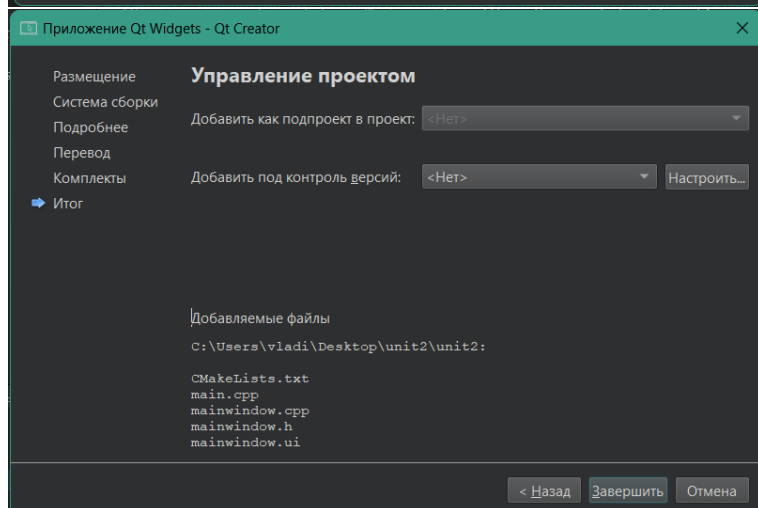 Приложение Qt Widgets - Qt Creator
Размещение
Система сборки
Подробнее
Перевод
Комплекты
Итог
Управление проектом
Добавить как подпроект в проект: <Нет>
Добавить под контроль версий: <Нет> Настроить...
Добавляемые файлы
C:\Users\vladi\Desktop\unit2\unit2:
CMakeLists.txt
main.cpp
mainwindow.cpp
mainwindow.h
mainwindow.ui
< Назад Завершить Отмена